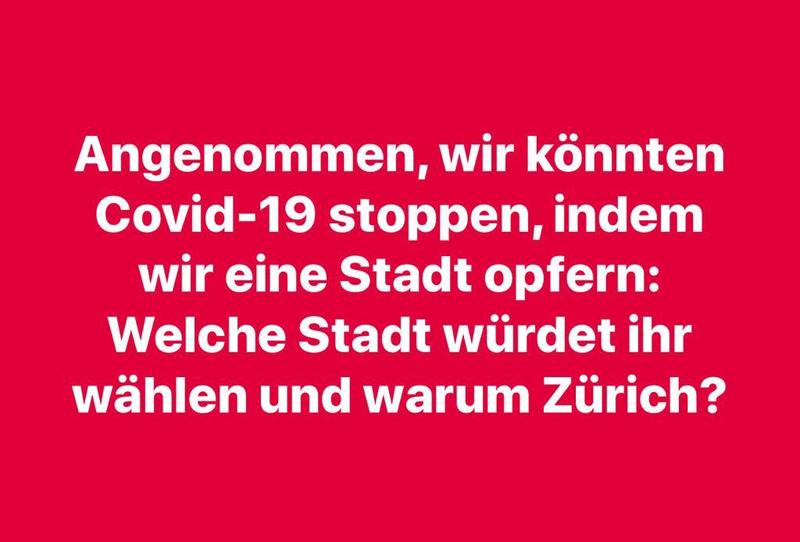 Angenommen, wir könnten
Covid-19 stoppen, indem
wir eine Stadt opfern:
Welche Stadt würdet ihr
wählen und warum Zürich?